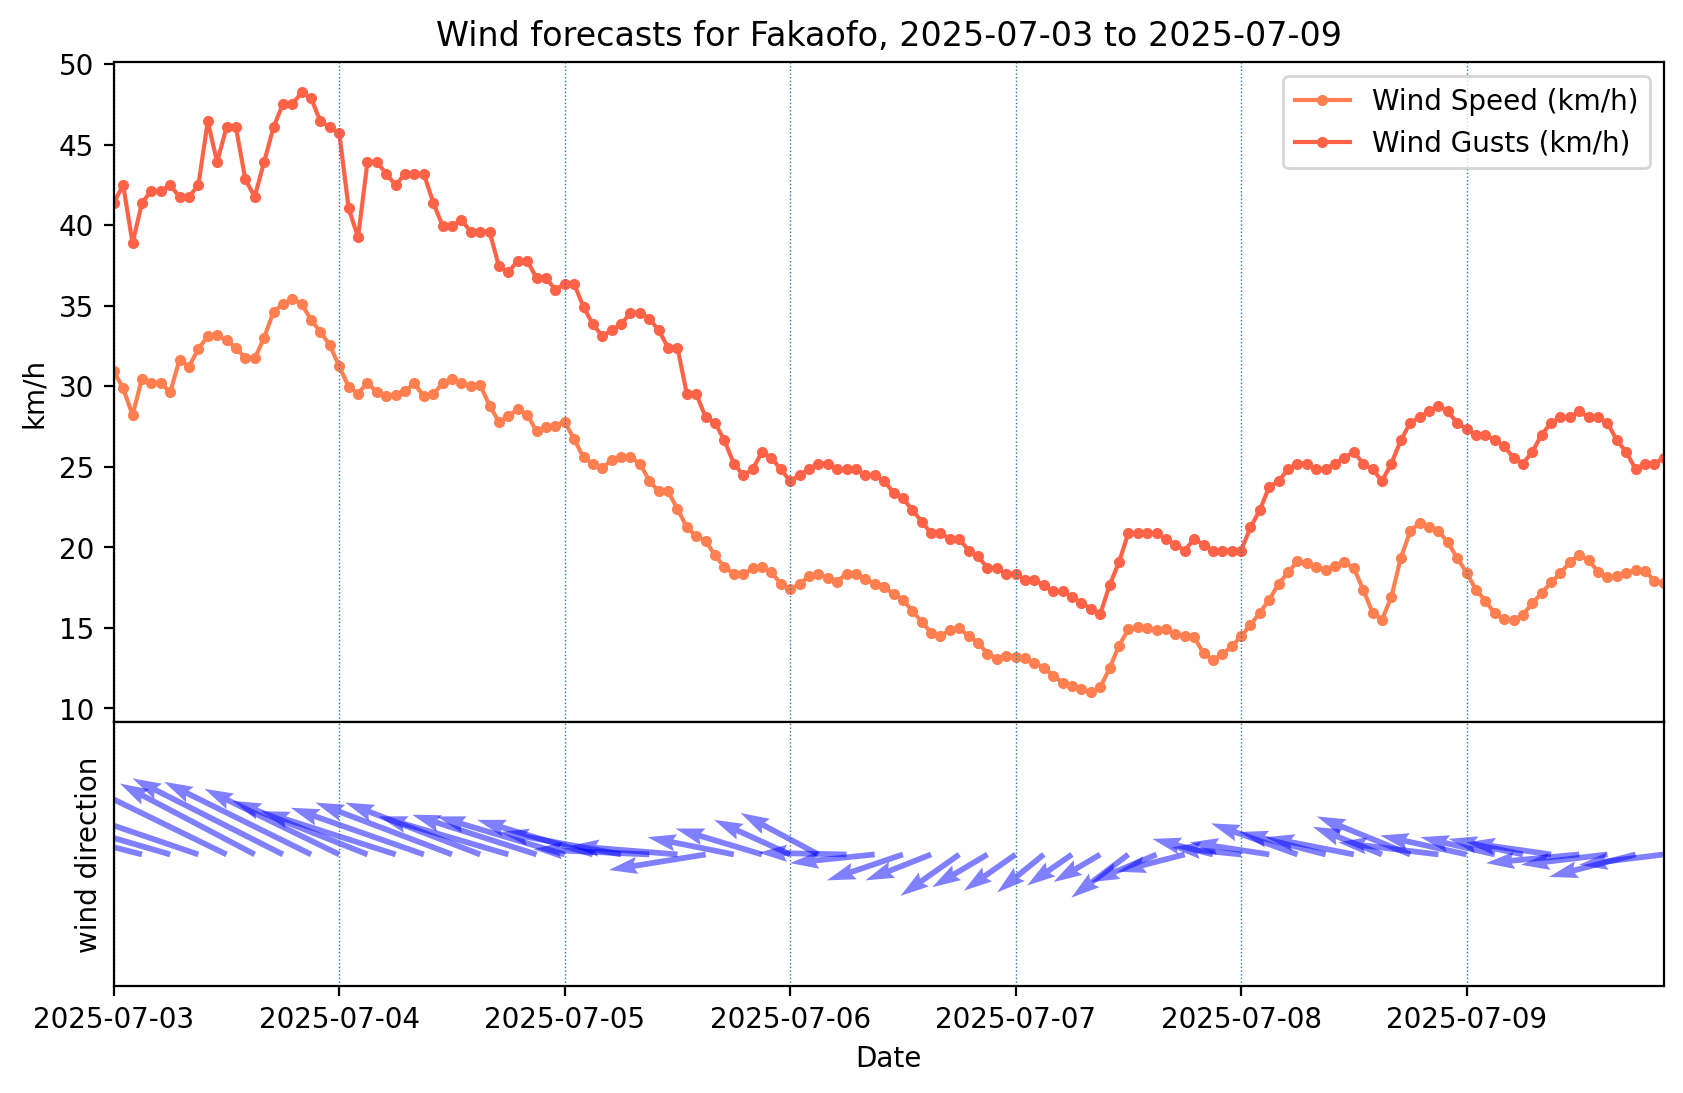 Wind forecasts for Fakaofo, 2025-07-03 to 2025-07-09
Wind Speed (km/h)
Wind Gusts (km/h)
50
45
40
35
30
25
20
15
10
km/h
wind direction
2025-07-03
2025-07-04
2025-07-05
2025-07-06
2025-07-07
2025-07-08
2025-07-09
Date